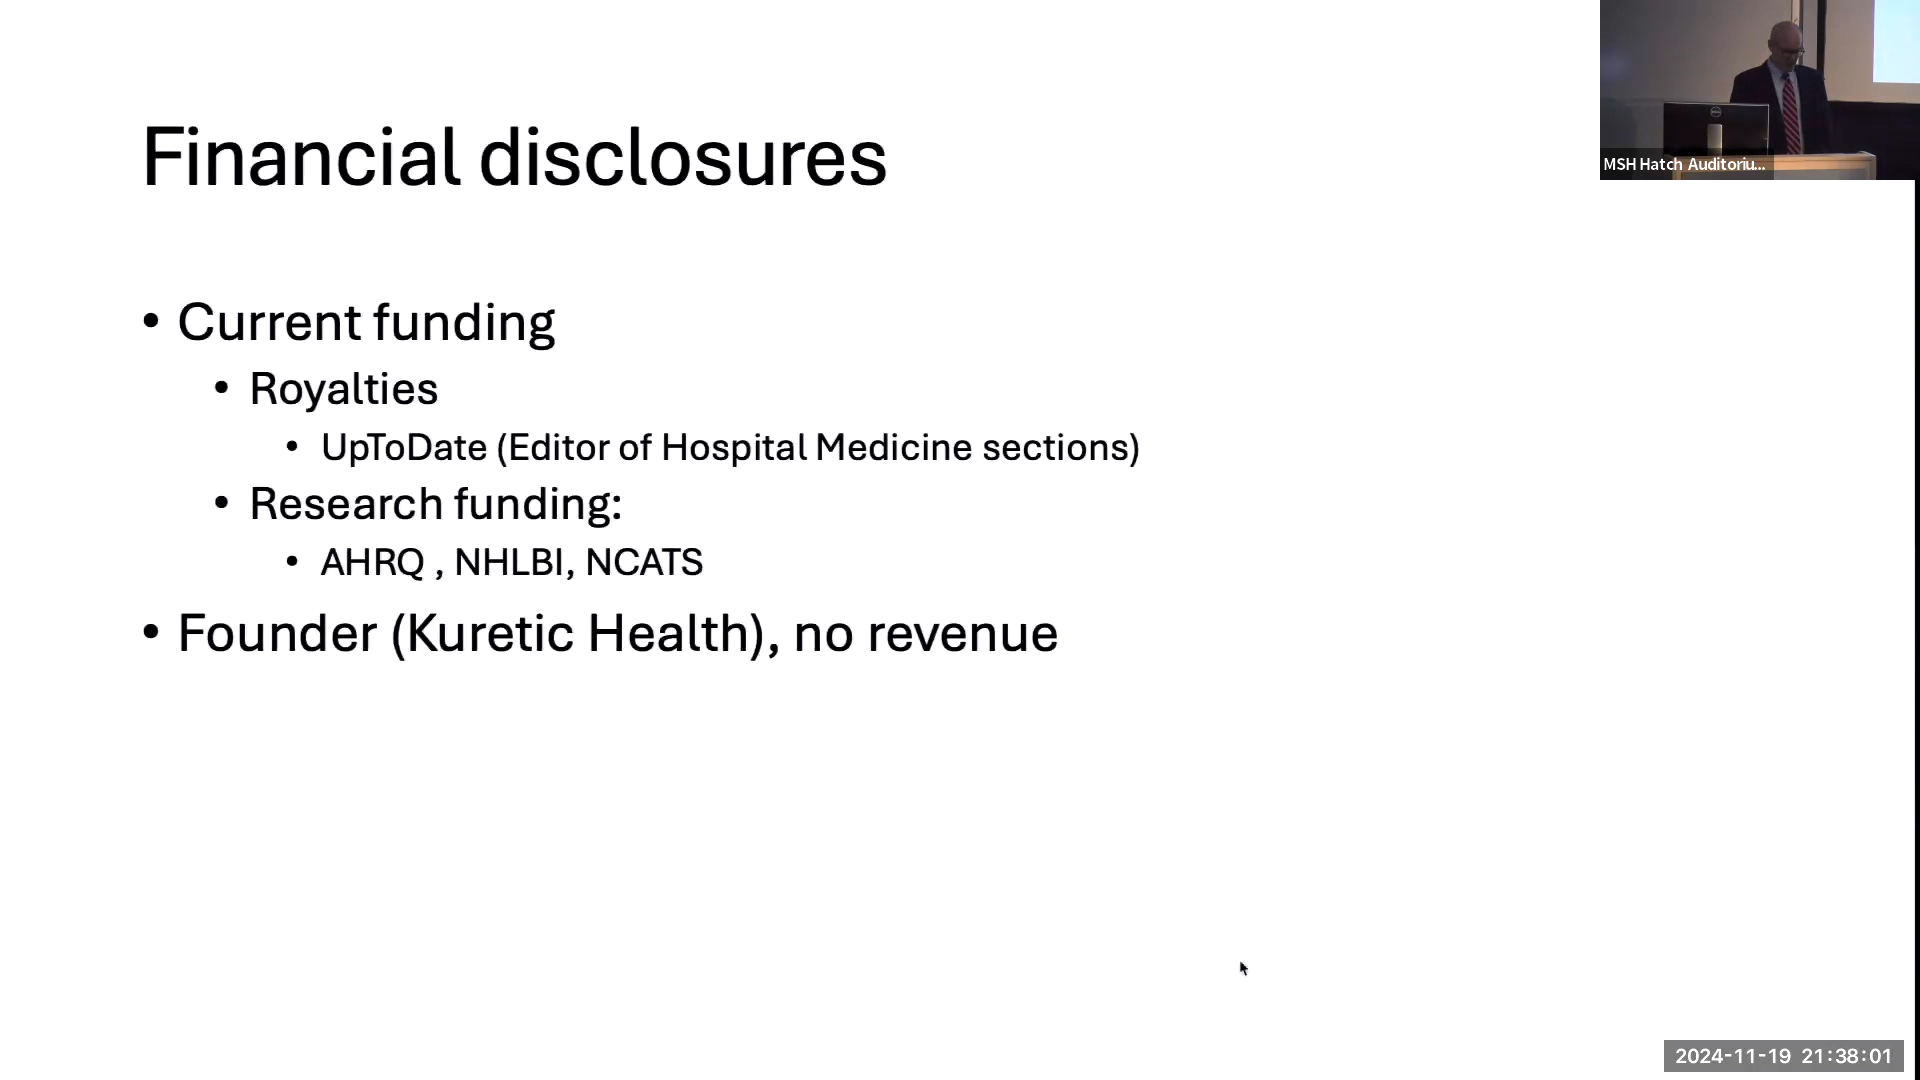 MSH Hatch Auditoriu...
Financial disclosures
• Current funding
• Royalties
• UpToDate (Editor of Hospital Medicine sections)
• Research funding:
• AHRQ , NHLBI, NCATS
• Founder (Kuretic Health), no revenue
2024-11-19 21:38:01